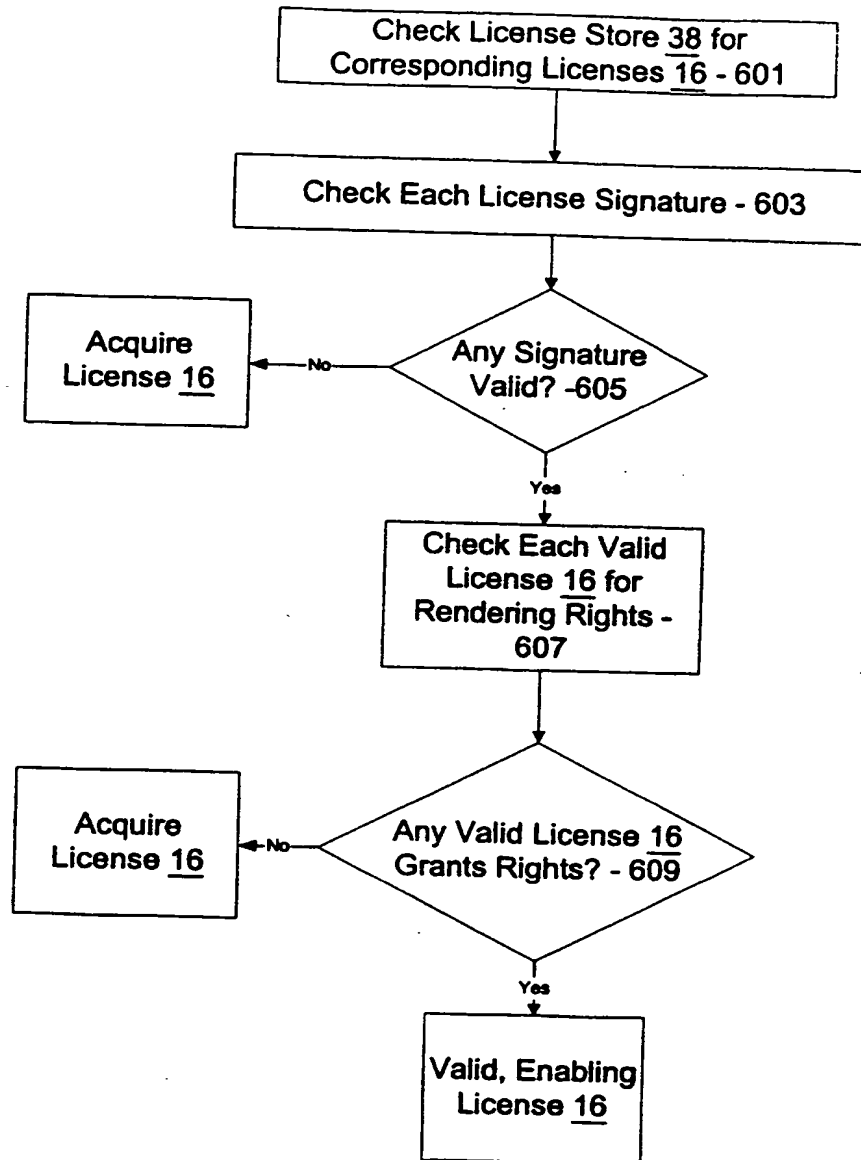 Check License Store 38 for
Corresponding Licenses 16 - 601
Check Each License Signature - 603
Any Signature
Valid? -605
No
Acquire
License 16
Yes
Check Each Valid
License 16 for
Rendering Rights -
607
Any Valid License 16
Grants Rights? - 609
No
Acquire
License 16
Yes
Valid, Enabling
License 16